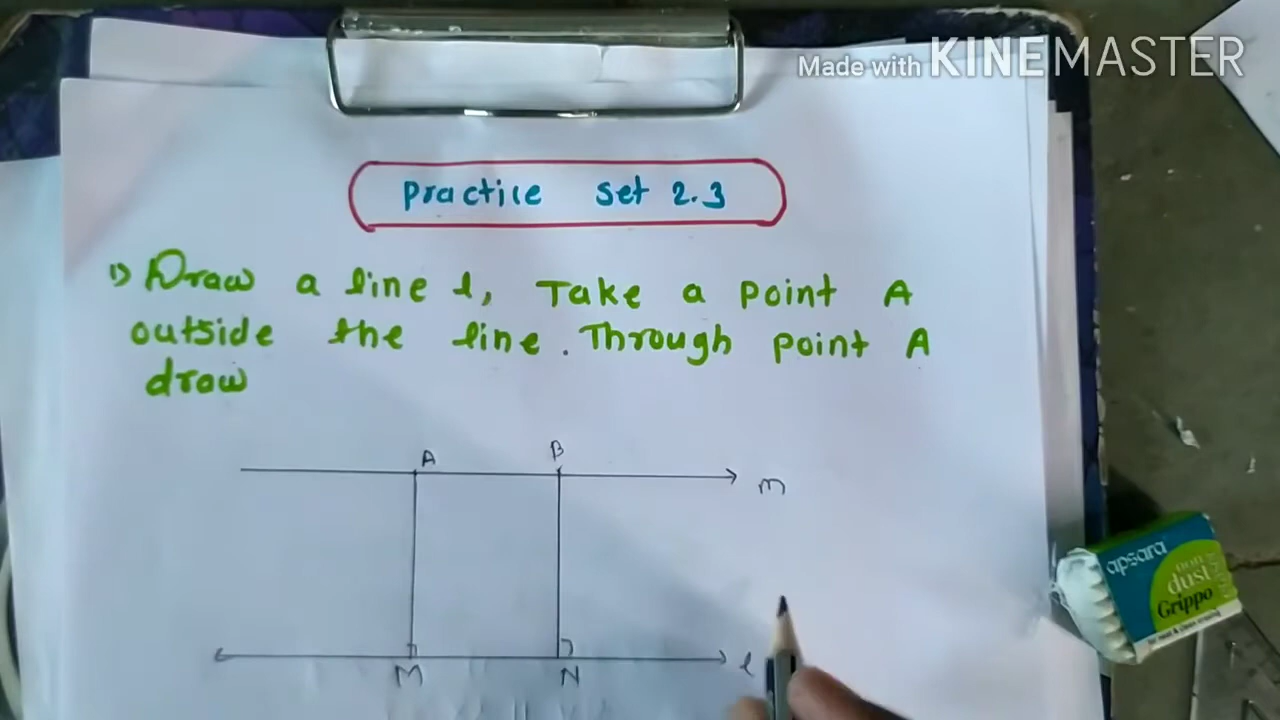 Made with KINEMASTER
Practice Set 2.3
1) Draw a line l, Take a point A
outside the line. Through point A
draw
A B
m
M N l
apsara
non
dust
Grippo